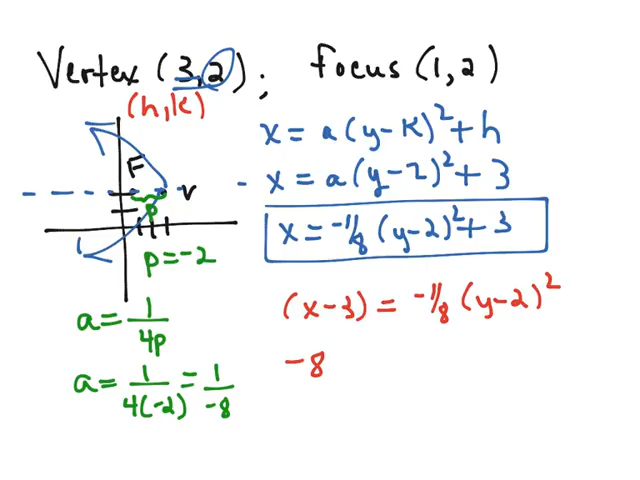 Vertex (3,2); focus (1,2)
(h,k)
x = a(y-k)²+h
x = a(y-2)²+3
x = -1/8 (y-2)²+3
F
V
P
p=-2
a = 1/4p
a = 1/4(-2) = 1/-8
(x-3) = -1/8 (y-2)²
-8